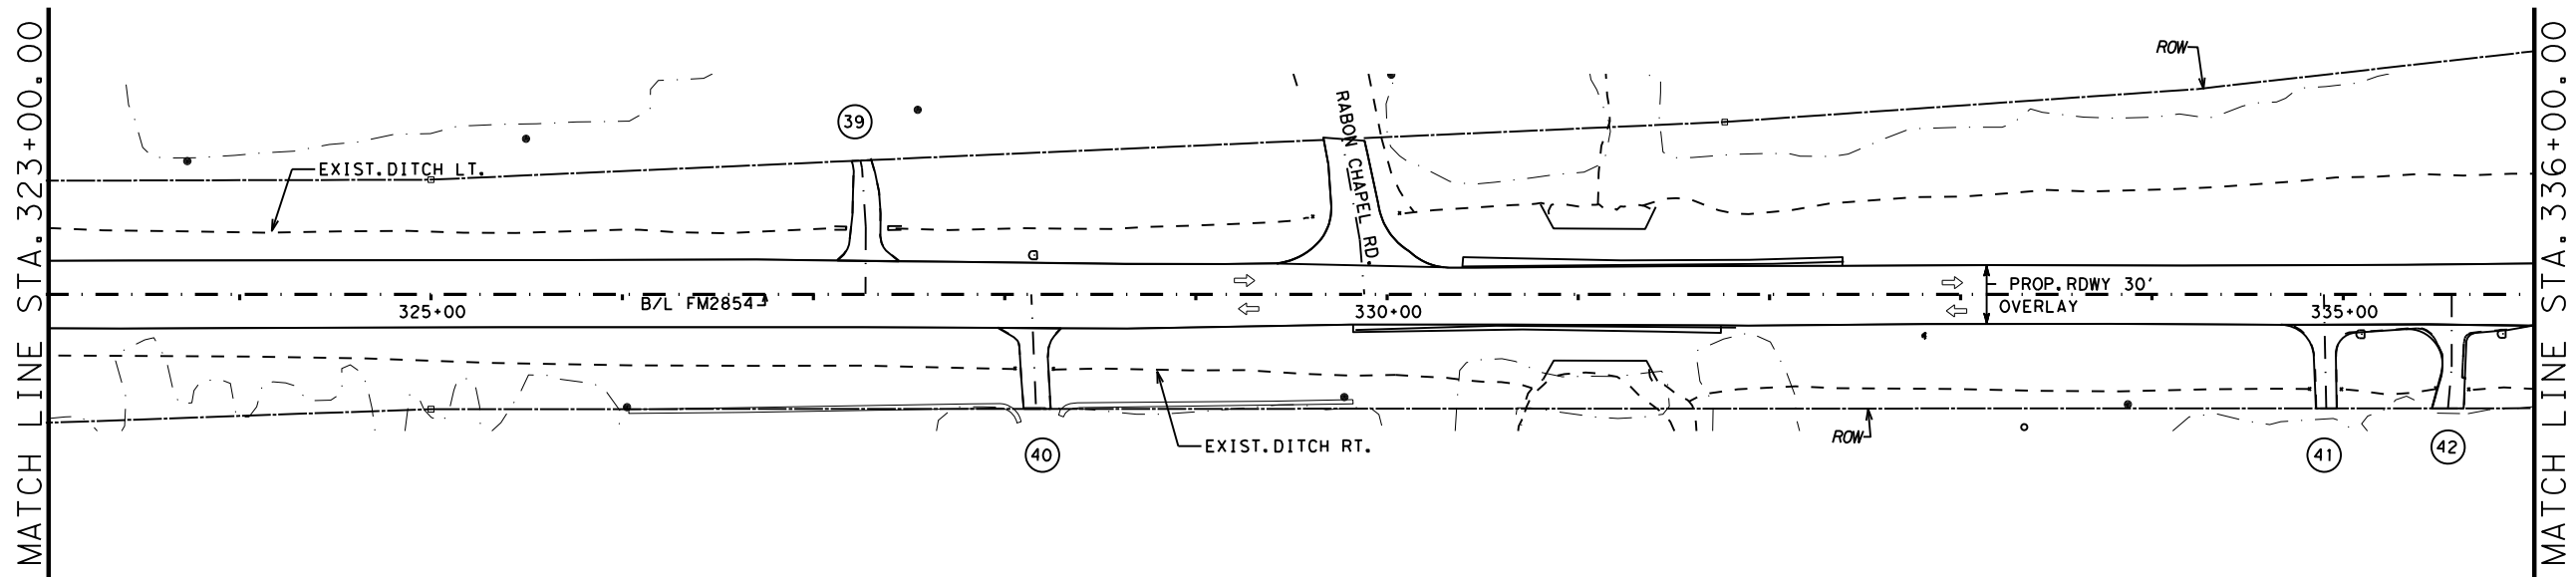 MATCH LINE STA. 323+00.00
ROW
39
EXIST. DITCH LT.
RABON CHAPEL RD.
325+00
B/L FM2854
330+00
PROP. RDWY 30'
OVERLAY
335+00
40
EXIST. DITCH RT.
ROW
41
42
MATCH LINE STA. 336+00.00